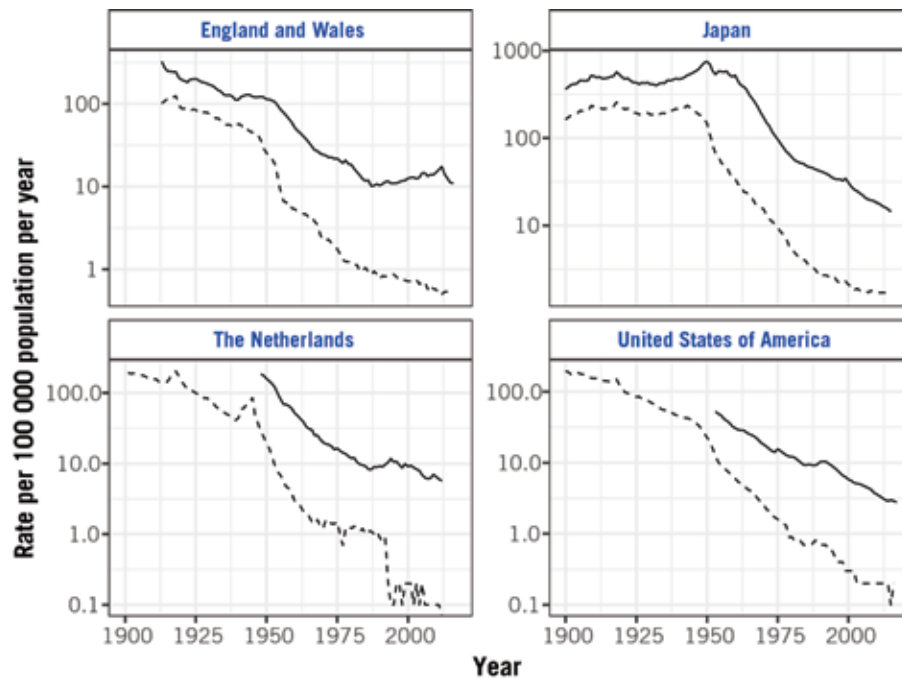 England and Wales
Japan
100
10
1
1000
100
10
The Netherlands
United States of America
100.0
10.0
1.0
0.1
100.0
10.0
1.0
0.1
1900 1925 1950 1975 2000
1900 1925 1950 1975 2000
Year
Rate per 100 000 population per year